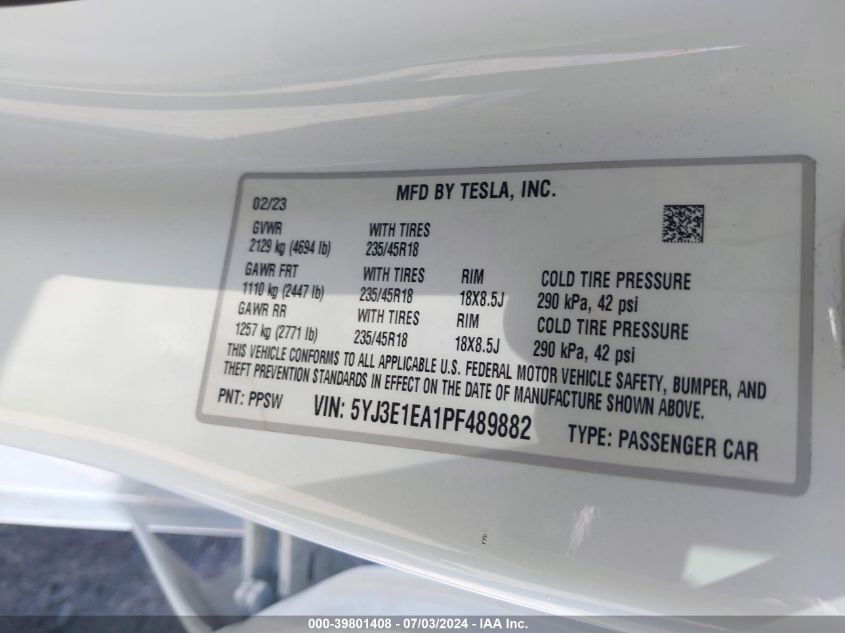 MFD BY TESLA, INC.
02/23
GVWR WITH TIRES
2129 kg (4694 lb) 235/45R18
GAWR FRT WITH TIRES RIM COLD TIRE PRESSURE
1110 kg (2447 lb) 235/45R18 18X8.5J 290 kPa, 42 psi
GAWR RR WITH TIRES RIM COLD TIRE PRESSURE
1257 kg (2771 lb) 235/45R18 18X8.5J 290 kPa, 42 psi
THIS VEHICLE CONFORMS TO ALL APPLICABLE U.S. FEDERAL MOTOR VEHICLE SAFETY, BUMPER, AND
THEFT PREVENTION STANDARDS IN EFFECT ON THE DATE OF MANUFACTURE SHOWN ABOVE.
PNT: PPSW VIN: 5YJ3E1EA1PF489882 TYPE: PASSENGER CAR
000-39801408 - 07/03/2024 - IAA Inc.